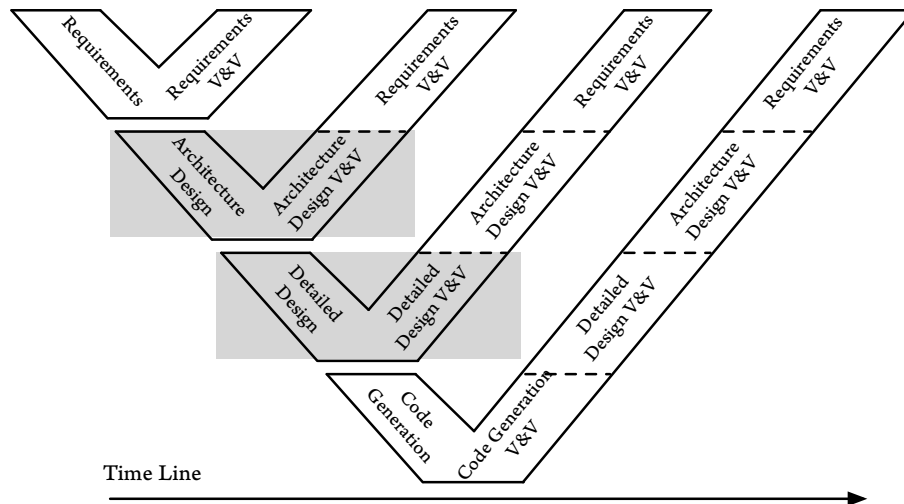 Requirements
Requirements
V&V
Requirements
V&V
Requirements
V&V
Requirements
V&V
Architecture
Design
Architecture
Design V&V
Architecture
Design V&V
Architecture
Design V&V
Detailed
Design
Detailed
Design V&V
Detailed
Design V&V
Code
Generation
Code Generation
V&V
Time Line